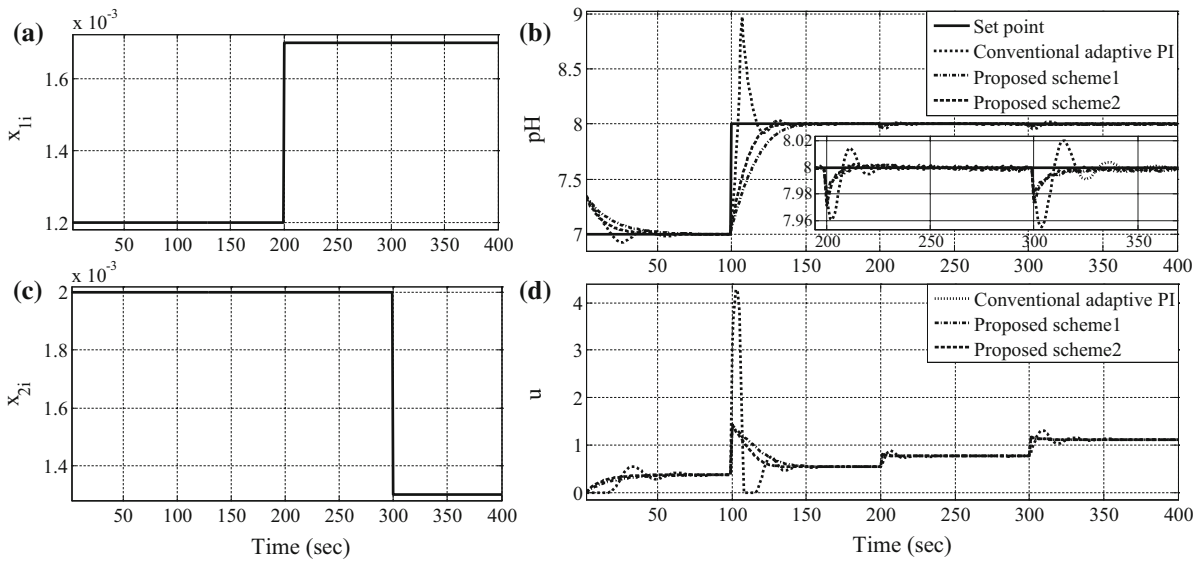 (a)
x 10⁻³
1.6
1.4
1.2
x₁ᵢ
50 100 150 200 250 300 350 400
(b)
9
8.5
8
7.5
7
pH
Set point
Conventional adaptive PI
Proposed scheme1
Proposed scheme2
8.02
8
7.98
7.96
200 250 300 350
50 100 150 200 250 300 350 400
(c)
x 10⁻³
2
1.8
1.6
1.4
x₂ᵢ
50 100 150 200 250 300 350 400
Time (sec)
(d)
4
3
2
1
0
u
Conventional adaptive PI
Proposed scheme1
Proposed scheme2
50 100 150 200 250 300 350 400
Time (sec)